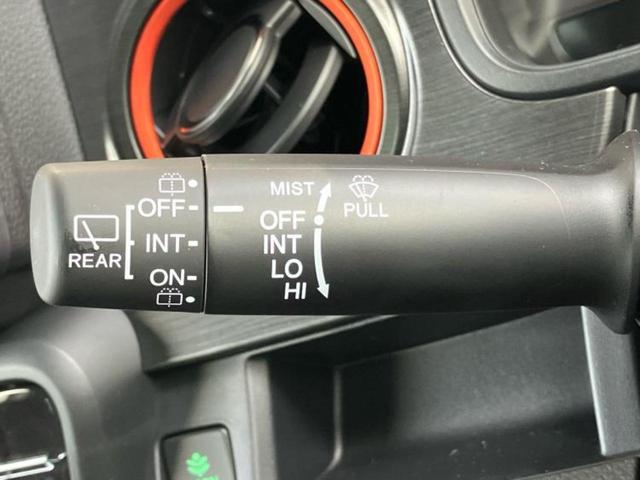 REAR
OFF
INT
ON
MIST
OFF
INT
LO
HI
PULL